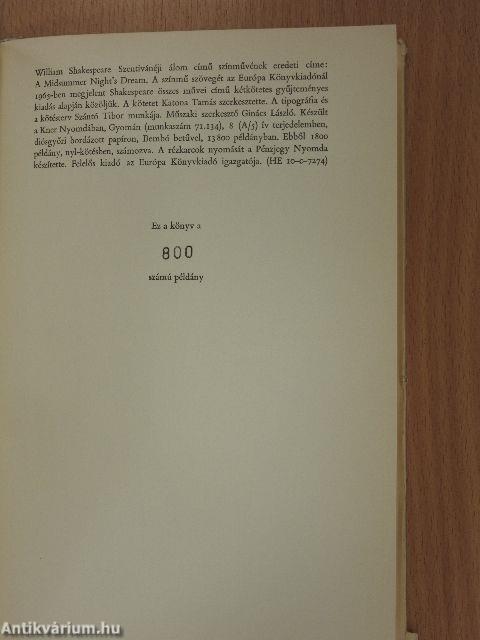 William Shakespeare Szentivánéji álom című színművének eredeti címe:
A Midsummer Night's Dream. A színmű szövegét az Európa Könyvkiadónál
1965-ben megjelent Shakespeare összes művei című kétkötetes gyűjteményes
kiadás alapján közöljük. A kötetet Katona Tamás szerkesztette. A tipográfia és
a kötésterv Szántó Tibor munkája. Műszaki szerkesztő Ginács László. Készült
a Kner Nyomdában, Gyomán (munkaszám 71.134), 8 (A/5) ív terjedelemben,
diósgyőri bordázott papíron, Bembó betűvel, 13 800 példányban. Ebből 1800
példány, nyl-kötésben, számozva. A rézkarcok nyomását a Pénzjegy Nyomda
készítette. Felelős kiadó az Európa Könyvkiadó igazgatója. (HE 10-c-7274)
Ez a könyv a
800
számú példány
Antikvárium.hu